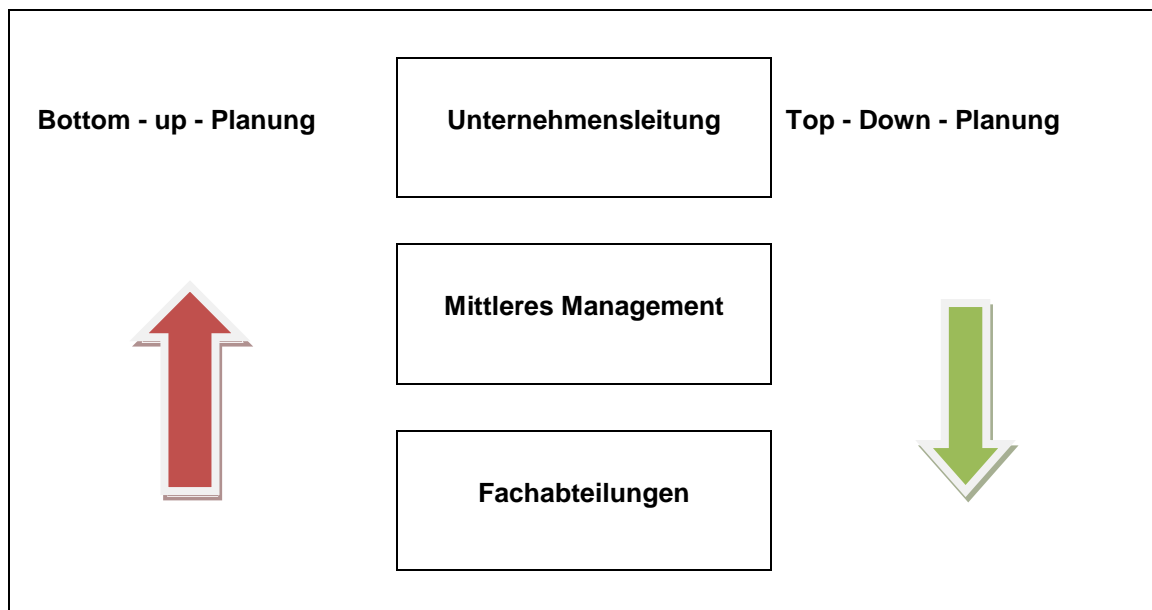 Bottom - up - Planung
Unternehmensleitung
Top - Down - Planung
Mittleres Management
Fachabteilungen